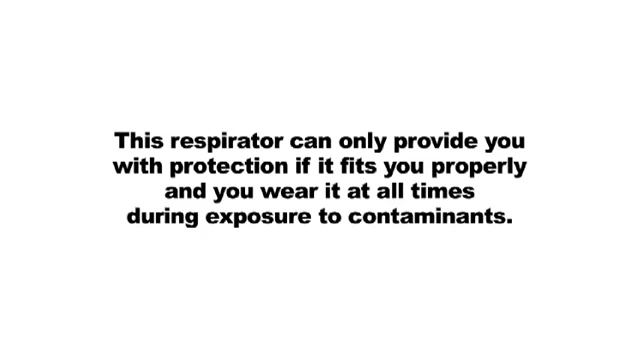 This respirator can only provide you
with protection if it fits you properly
and you wear it at all times
during exposure to contaminants.